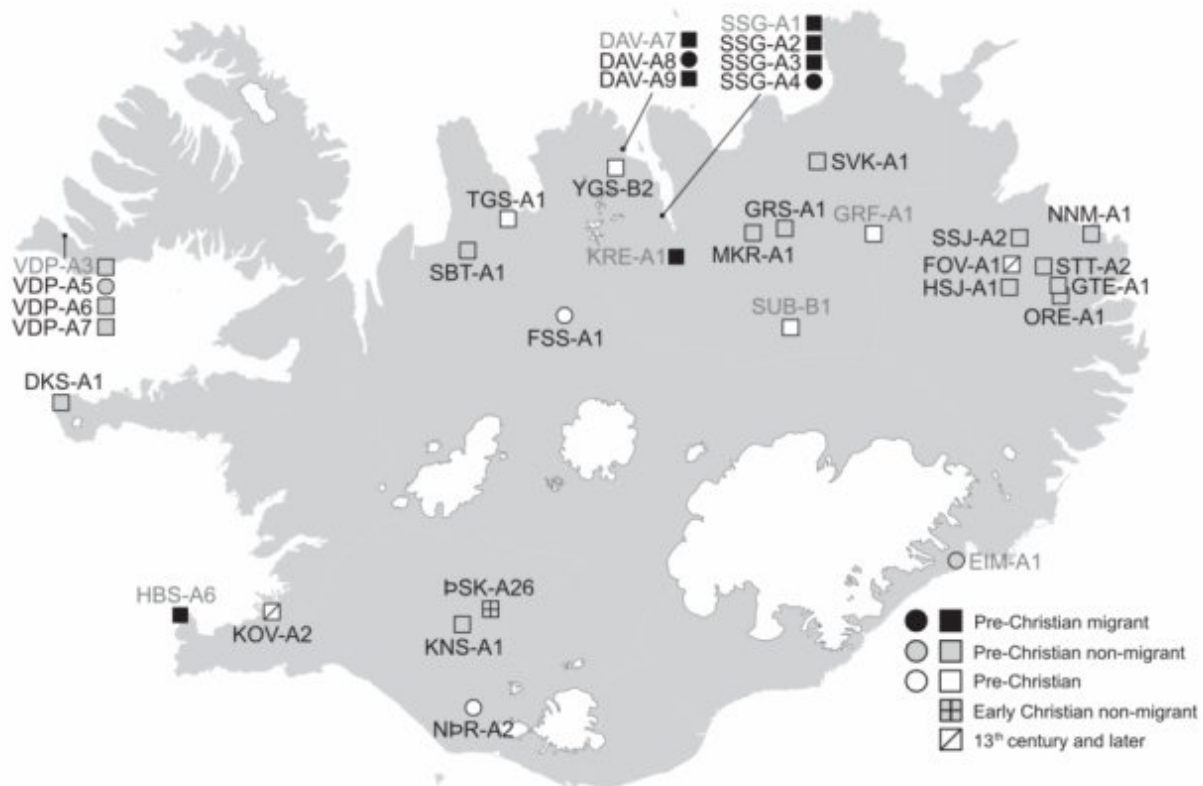 DAV-A7
DAV-A8
DAV-A9
SSG-A1
SSG-A2
SSG-A3
SSG-A4
SVK-A1
YGS-B2
TGS-A1
GRS-A1
GRF-A1
NNM-A1
SSJ-A2
SBT-A1
KRE-A1
MKR-A1
VDP-A3
VDP-A5
VDP-A6
VDP-A7
FOV-A1
STT-A2
HSJ-A1
GTE-A1
ORE-A1
SUB-B1
FSS-A1
DKS-A1
EIM-A1
HBS-A6
ÞSK-A26
KOV-A2
KNS-A1
NÞR-A2
Pre-Christian migrant
Pre-Christian non-migrant
Pre-Christian
Early Christian non-migrant
13th century and later